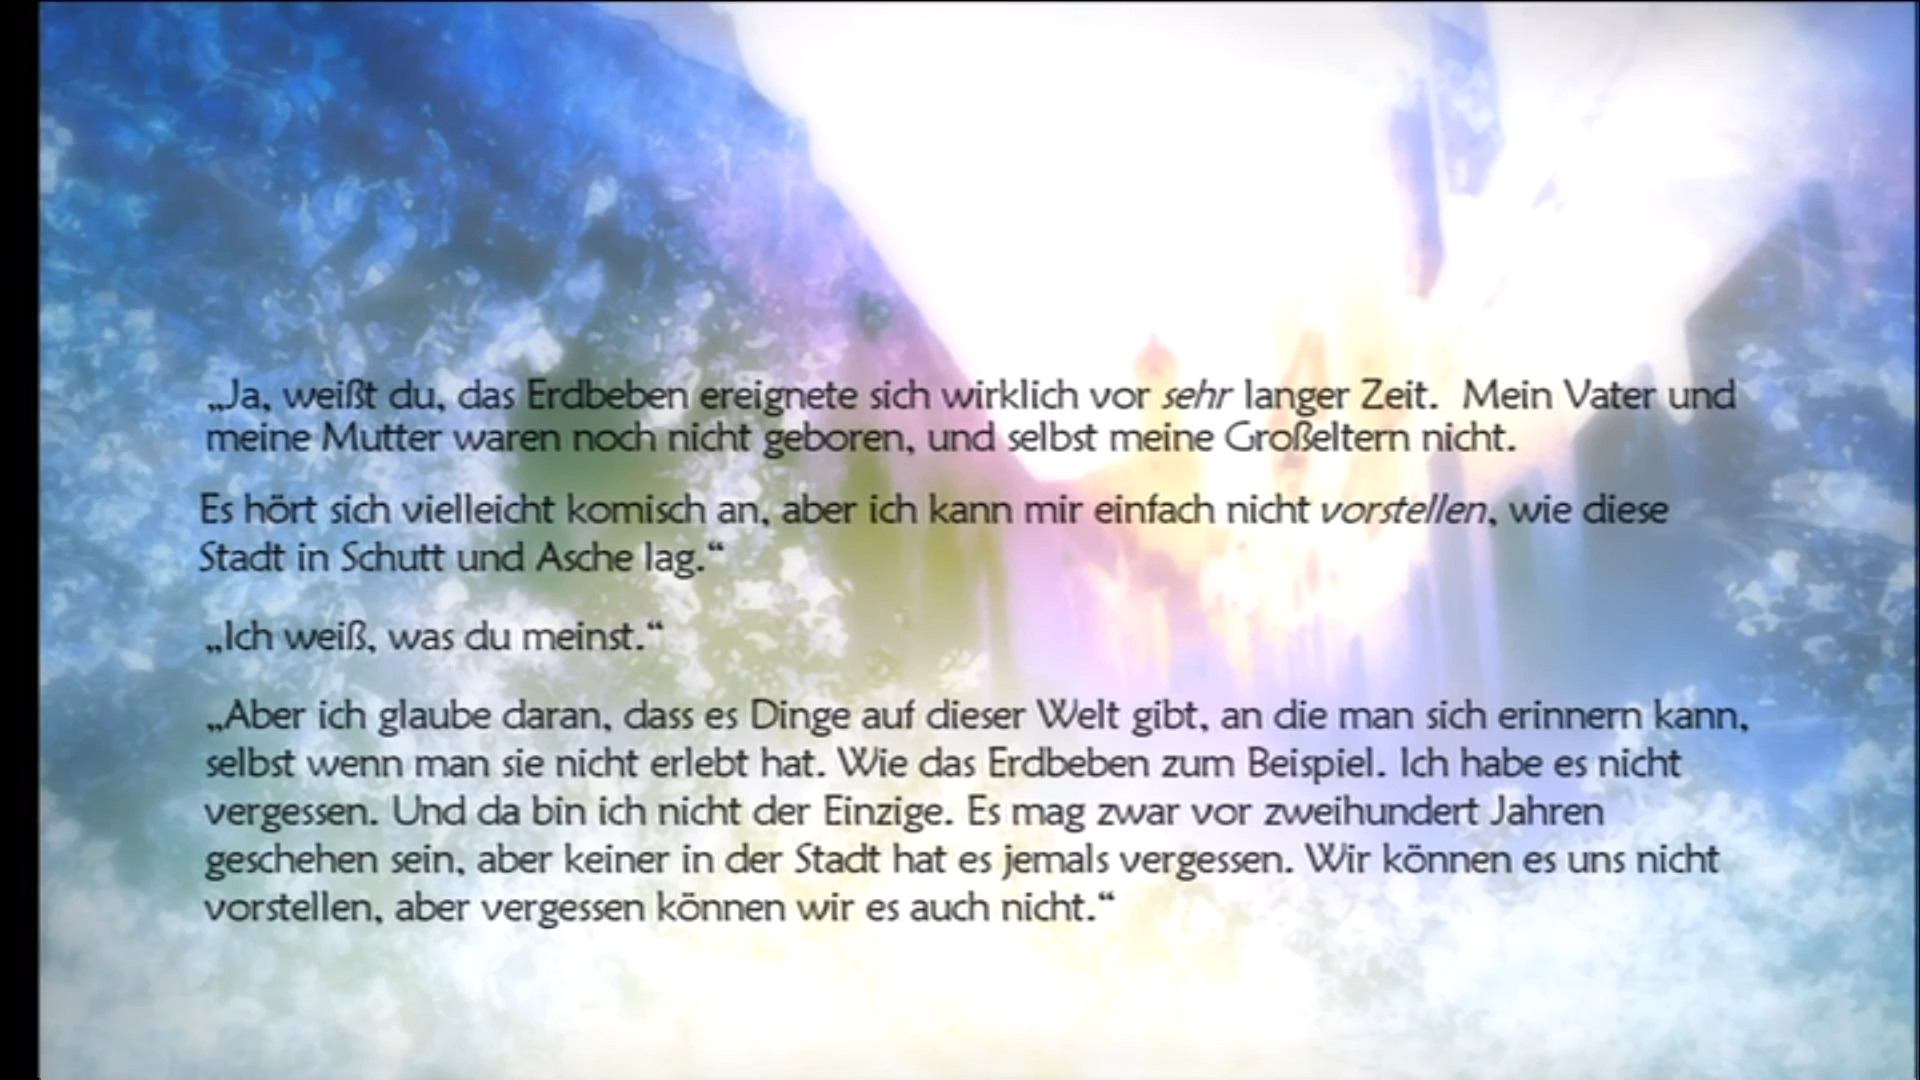 „Ja, weißt du, das Erdbeben ereignete sich wirklich vor sehr langer Zeit.  Mein Vater und
meine Mutter waren noch nicht geboren, und selbst meine Großeltern nicht.
Es hört sich vielleicht komisch an, aber ich kann mir einfach nicht vorstellen, wie diese
Stadt in Schutt und Asche lag.“
„Ich weiß, was du meinst.“
„Aber ich glaube daran, dass es Dinge auf dieser Welt gibt, an die man sich erinnern kann,
selbst wenn man sie nicht erlebt hat. Wie das Erdbeben zum Beispiel. Ich habe es nicht
vergessen. Und da bin ich nicht der Einzige. Es mag zwar vor zweihundert Jahren
geschehen sein, aber keiner in der Stadt hat es jemals vergessen. Wir können es uns nicht
vorstellen, aber vergessen können wir es auch nicht.“